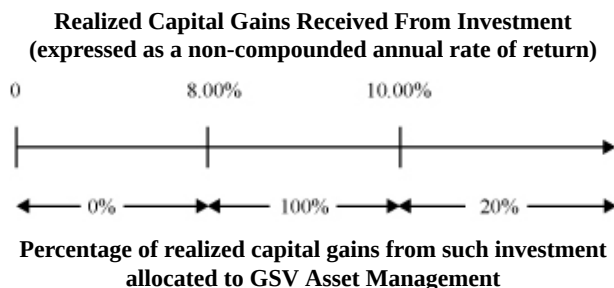 Realized Capital Gains Received From Investment
(expressed as a non-compounded annual rate of return)
0 8.00% 10.00%
0% 100% 20%
Percentage of realized capital gains from such investment
allocated to GSV Asset Management